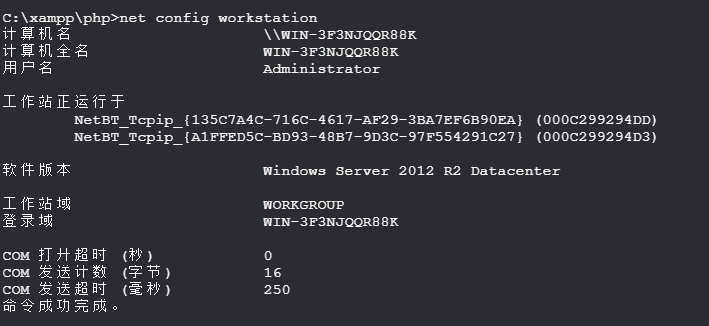 C:\xampp\php>net config workstation
计算机名 \\WIN-3F3NJQQR88K
计算机全名 WIN-3F3NJQQR88K
用户名 Administrator
工作站正运行于
NetBT_Tcpip_{135C7A4C-716C-4617-AF29-3BA7EF6B90EA} (000C299294DD)
NetBT_Tcpip_{A1FFED5C-BD93-48B7-9D3C-97F554291C27} (000C299294D3)
软件版本 Windows Server 2012 R2 Datacenter
工作站域 WORKGROUP
登录域 WIN-3F3NJQQR88K
COM 打开超时 (秒) 0
COM 发送计数 (字节) 16
COM 发送超时 (毫秒) 250
命令成功完成。